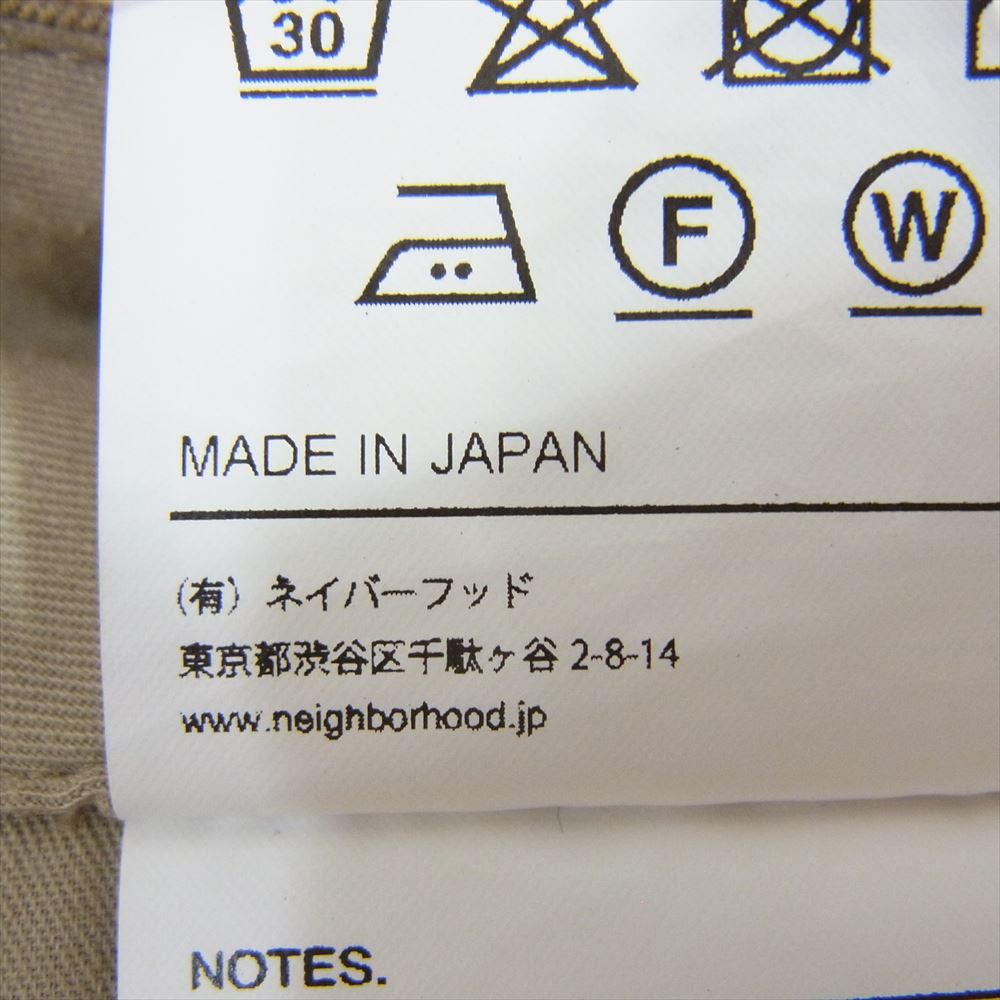 30
F W
MADE IN JAPAN
(有) ネイバーフッド
東京都渋谷区千駄ヶ谷 2-8-14
www.neighborhood.jp
NOTES.